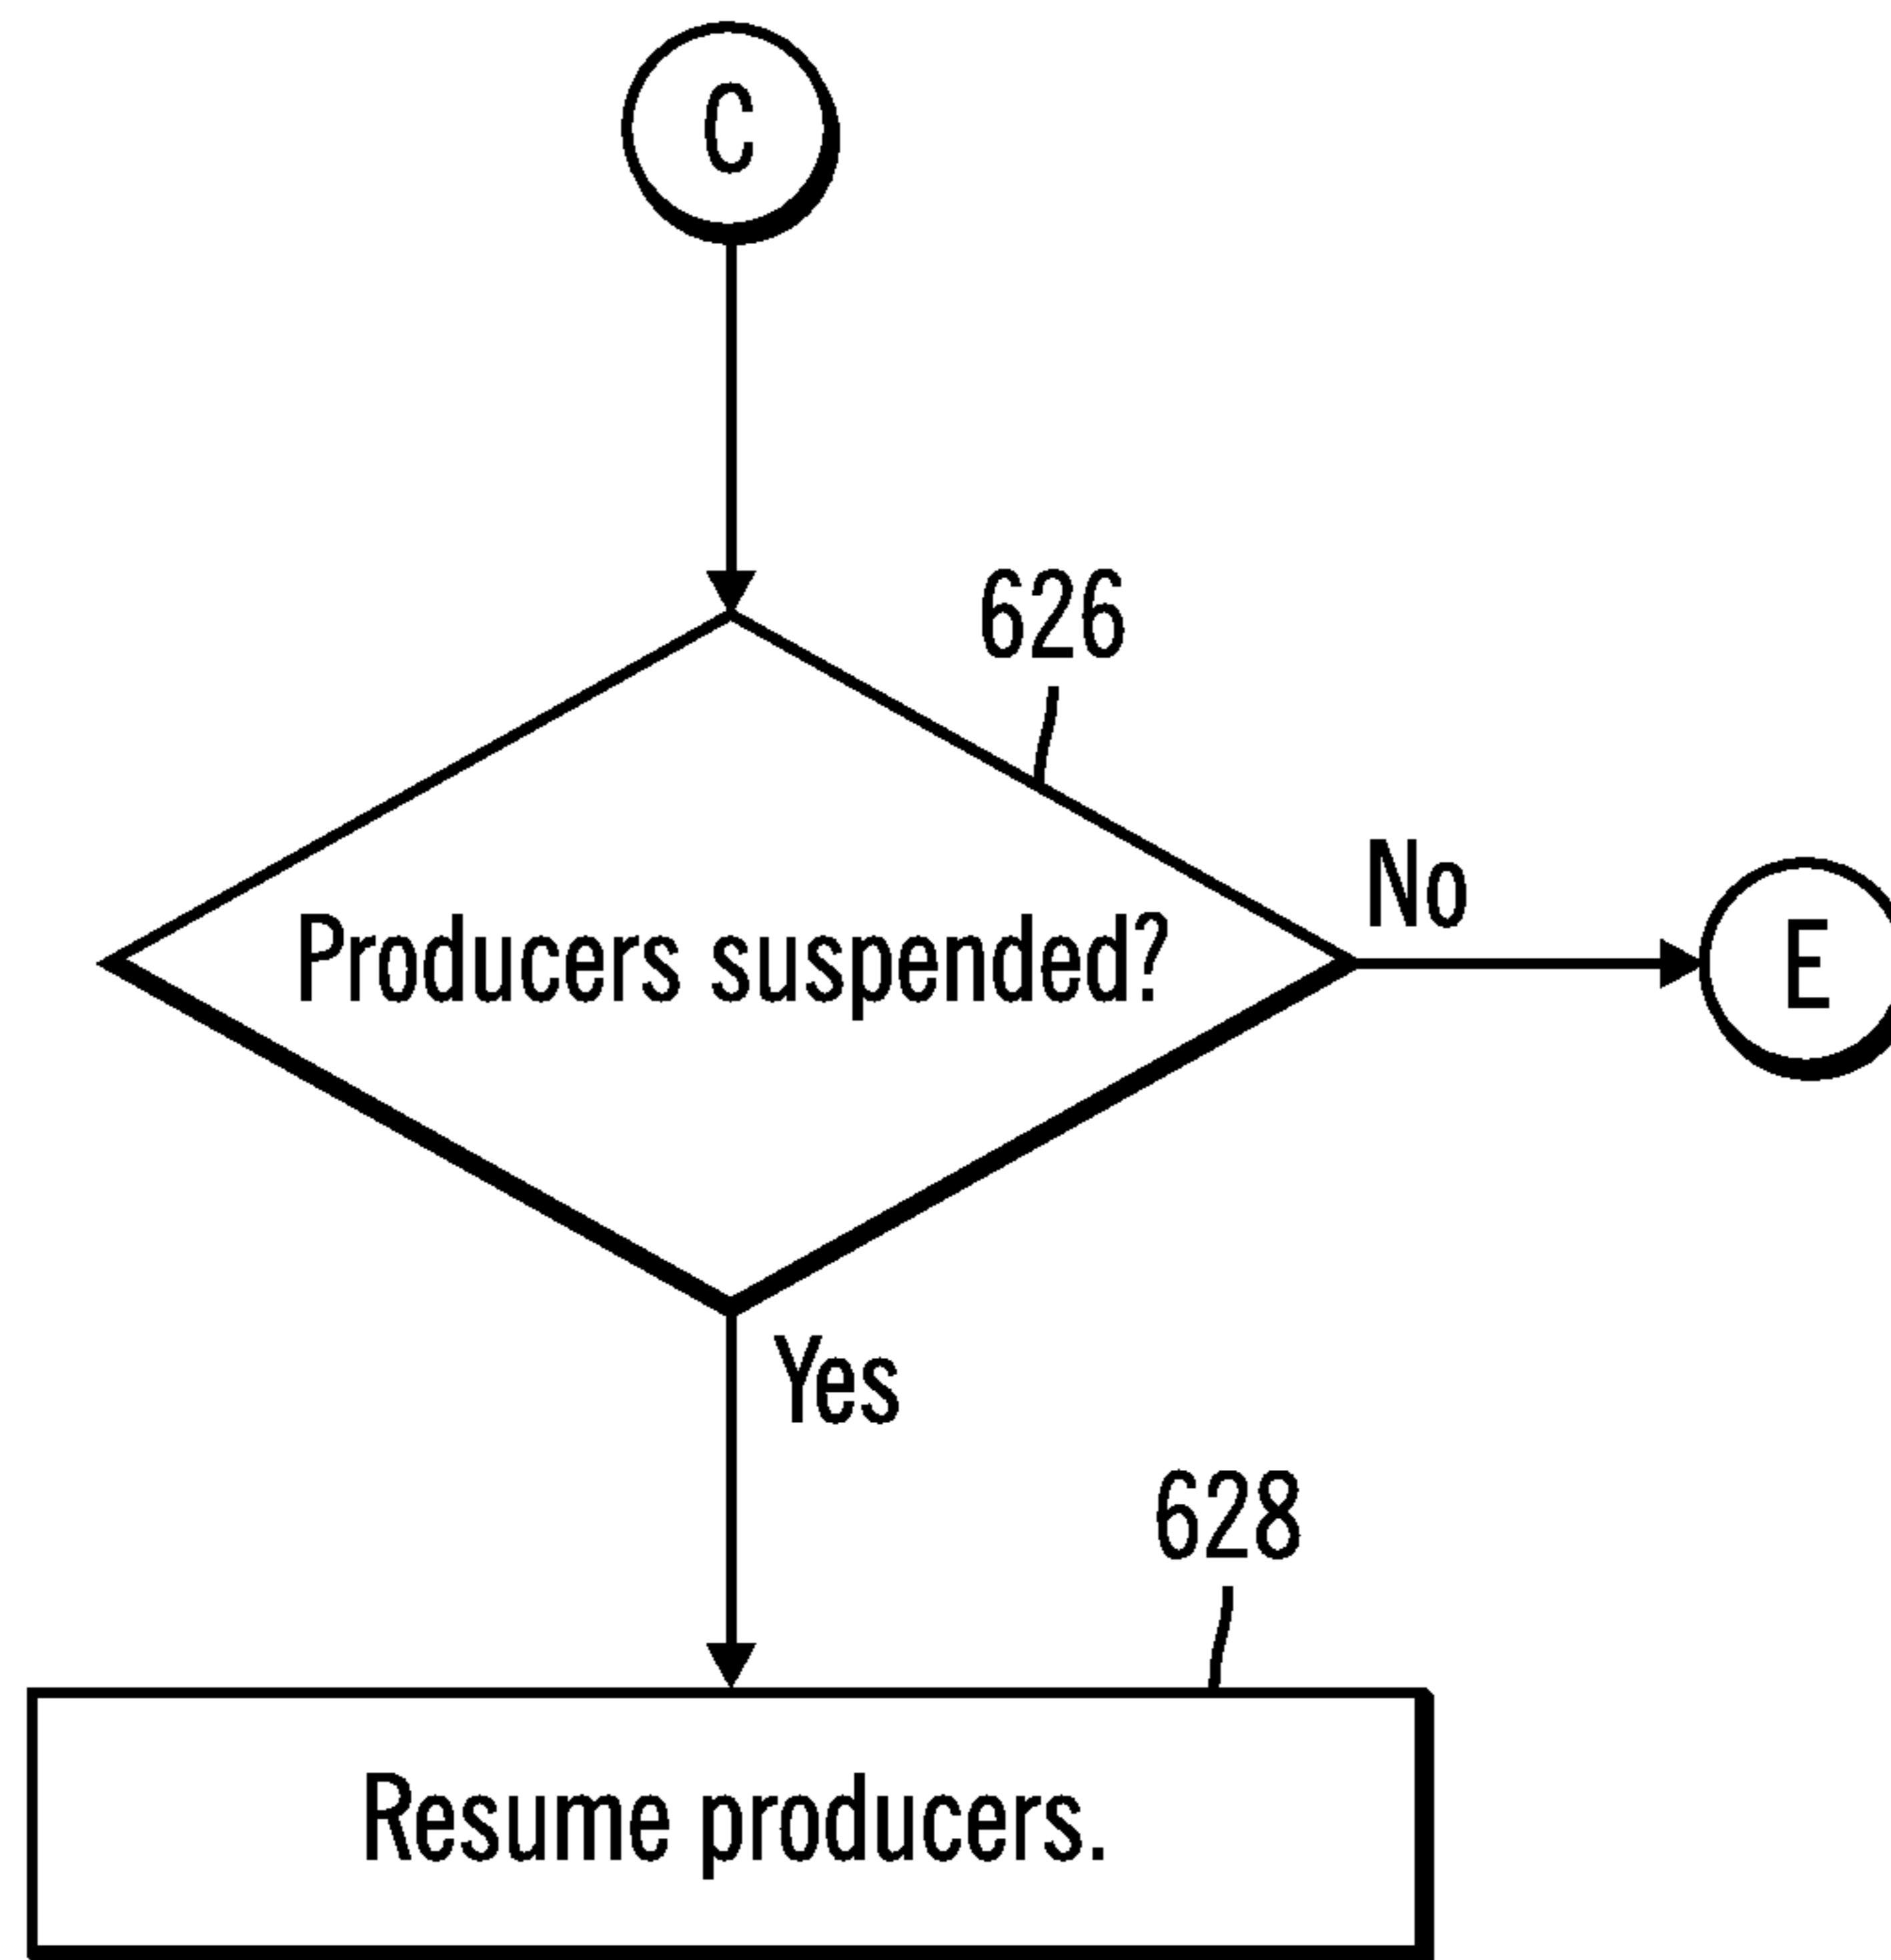 C
626
No
Producers suspended?
E
Yes
628
Resume producers.